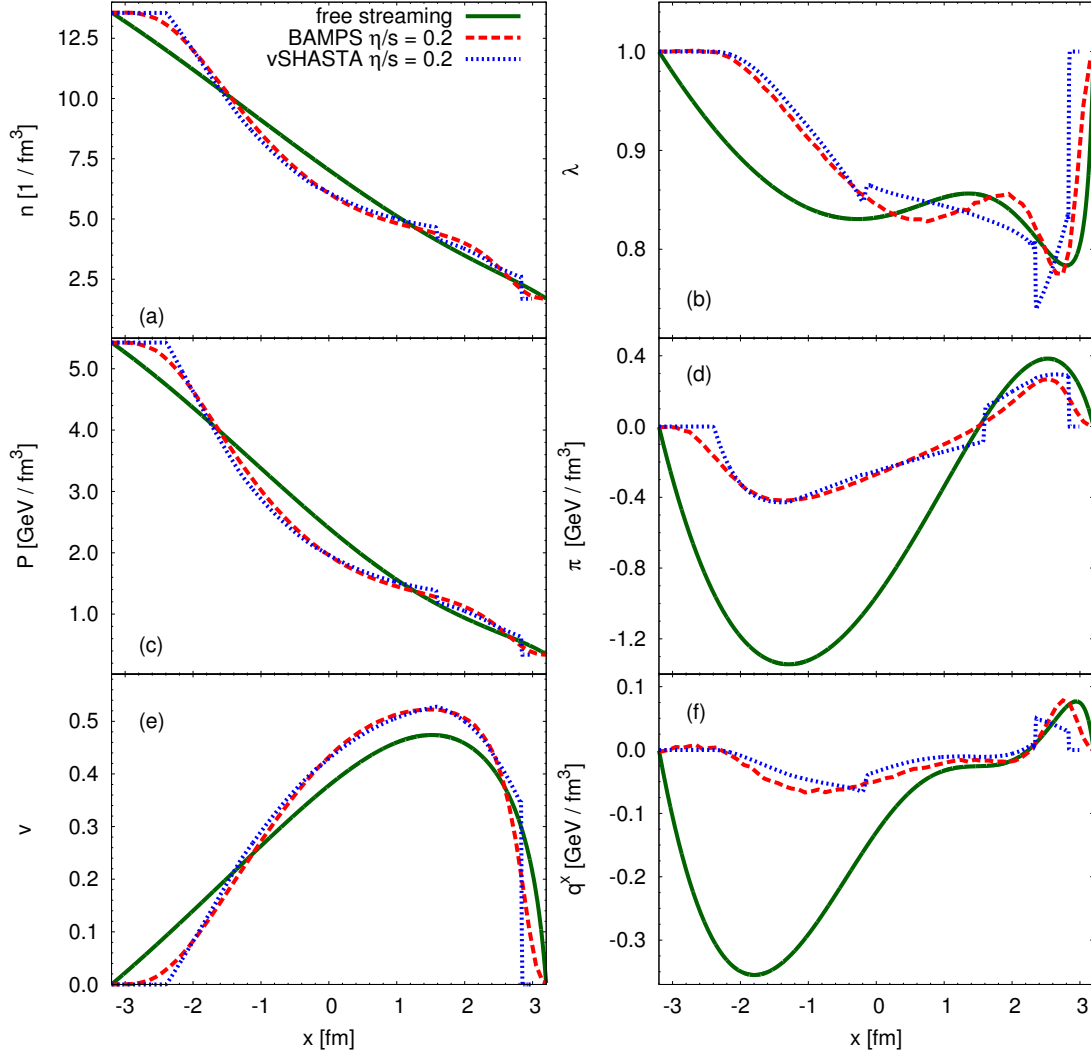 free streaming
BAMPS η/s = 0.2
vSHASTA η/s = 0.2
12.5
10.0
7.5
5.0
2.5
n [1 / fm³]
(a)
1.0
0.9
0.8
λ
(b)
5.0
4.0
3.0
2.0
1.0
P [GeV / fm³]
(c)
0.4
0.0
-0.4
-0.8
-1.2
π [GeV / fm³]
(d)
0.5
0.4
0.3
0.2
0.1
0.0
v
(e)
-3 -2 -1 0 1 2 3
x [fm]
0.1
0.0
-0.1
-0.2
-0.3
qˣ [GeV / fm³]
(f)
-3 -2 -1 0 1 2 3
x [fm]